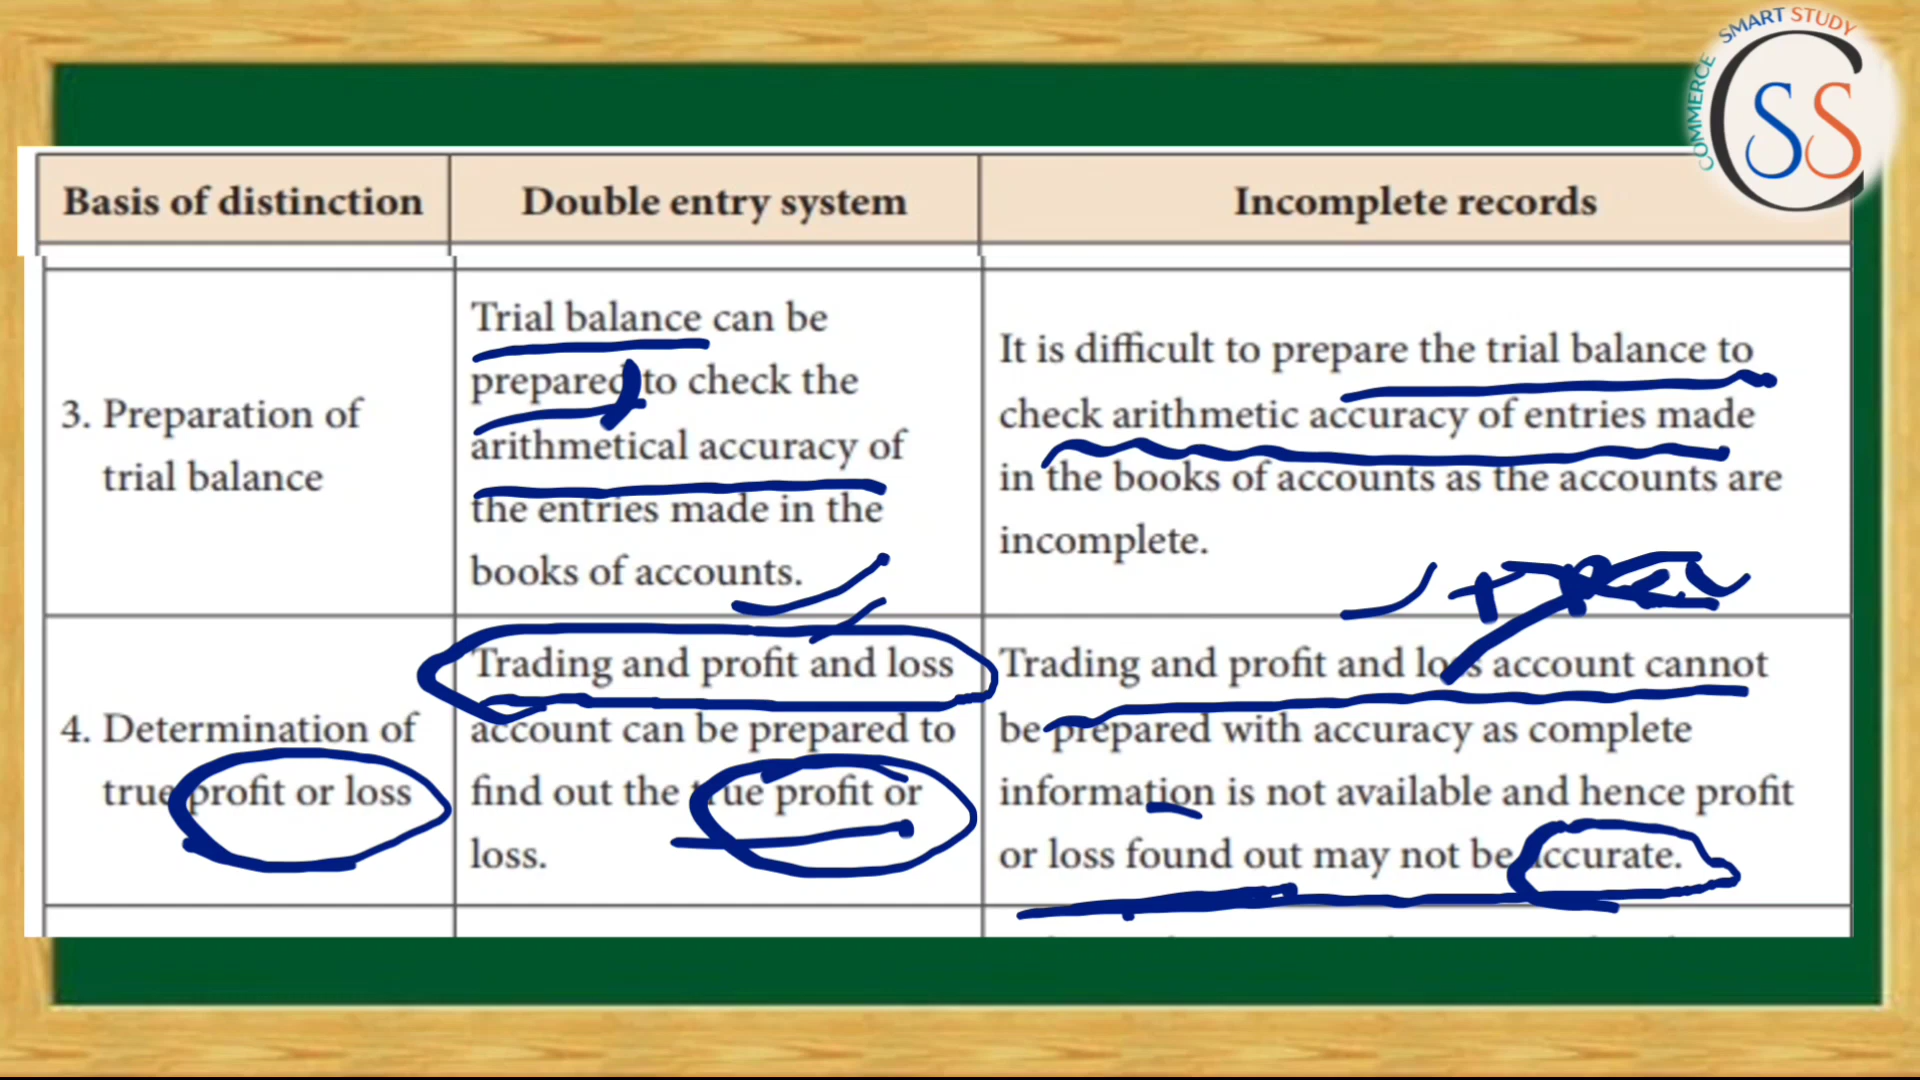 COMMERCE SMART STUDY
CSS
Basis of distinction
Double entry system
Incomplete records
3. Preparation of
trial balance
Trial balance can be
prepared to check the
arithmetical accuracy of
the entries made in the
books of accounts.
It is difficult to prepare the trial balance to
check arithmetic accuracy of entries made
in the books of accounts as the accounts are
incomplete.
4. Determination of
true profit or loss
Trading and profit and loss
account can be prepared to
find out the true profit or
loss.
Trading and profit and loss account cannot
be prepared with accuracy as complete
information is not available and hence profit
or loss found out may not be accurate.